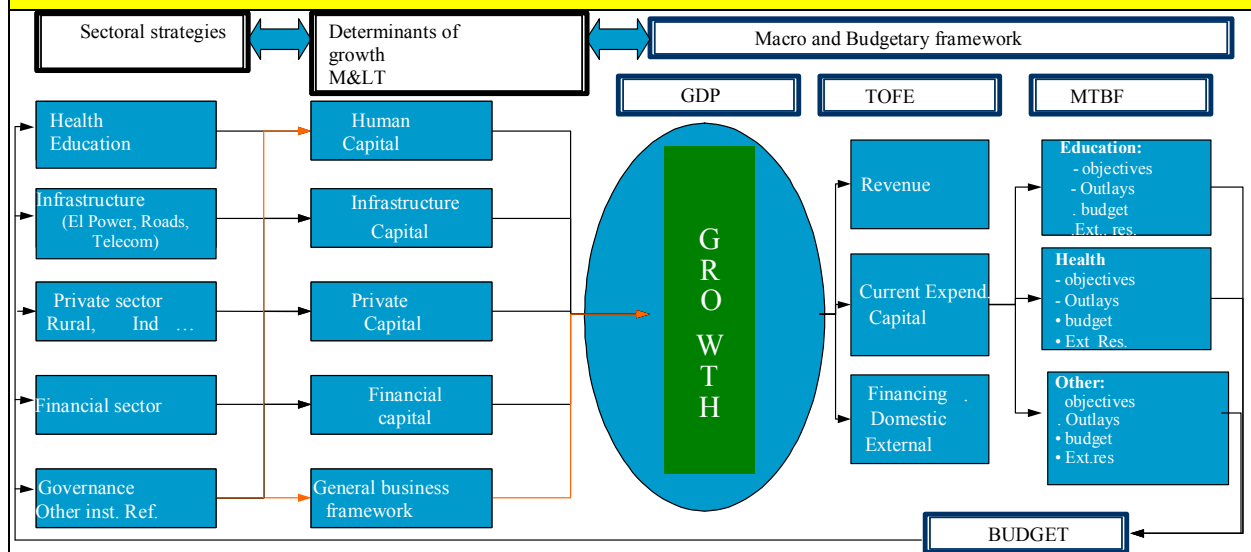 Sectoral strategies
Determinants of
growth
M&LT
Macro and Budgetary framework
GDP
TOFE
MTBF
Health
Education
Human
Capital
Infrastructure
(El Power, Roads,
Telecom)
Infrastructure
Capital
Private sector
Rural, Ind …
Private
Capital
Financial sector
Financial
capital
Governance
Other inst. Ref.
General business
framework
G
R
O W
T
H
Revenue
Current Expend.
Capital
Financing .
Domestic
External
Education:
- objectives
- Outlays
. budget
.Ext.. res.
Health
- objectives
- Outlays
• budget
• Ext Res.
Other:
objectives
. Outlays
• budget
• Ext.res
BUDGET